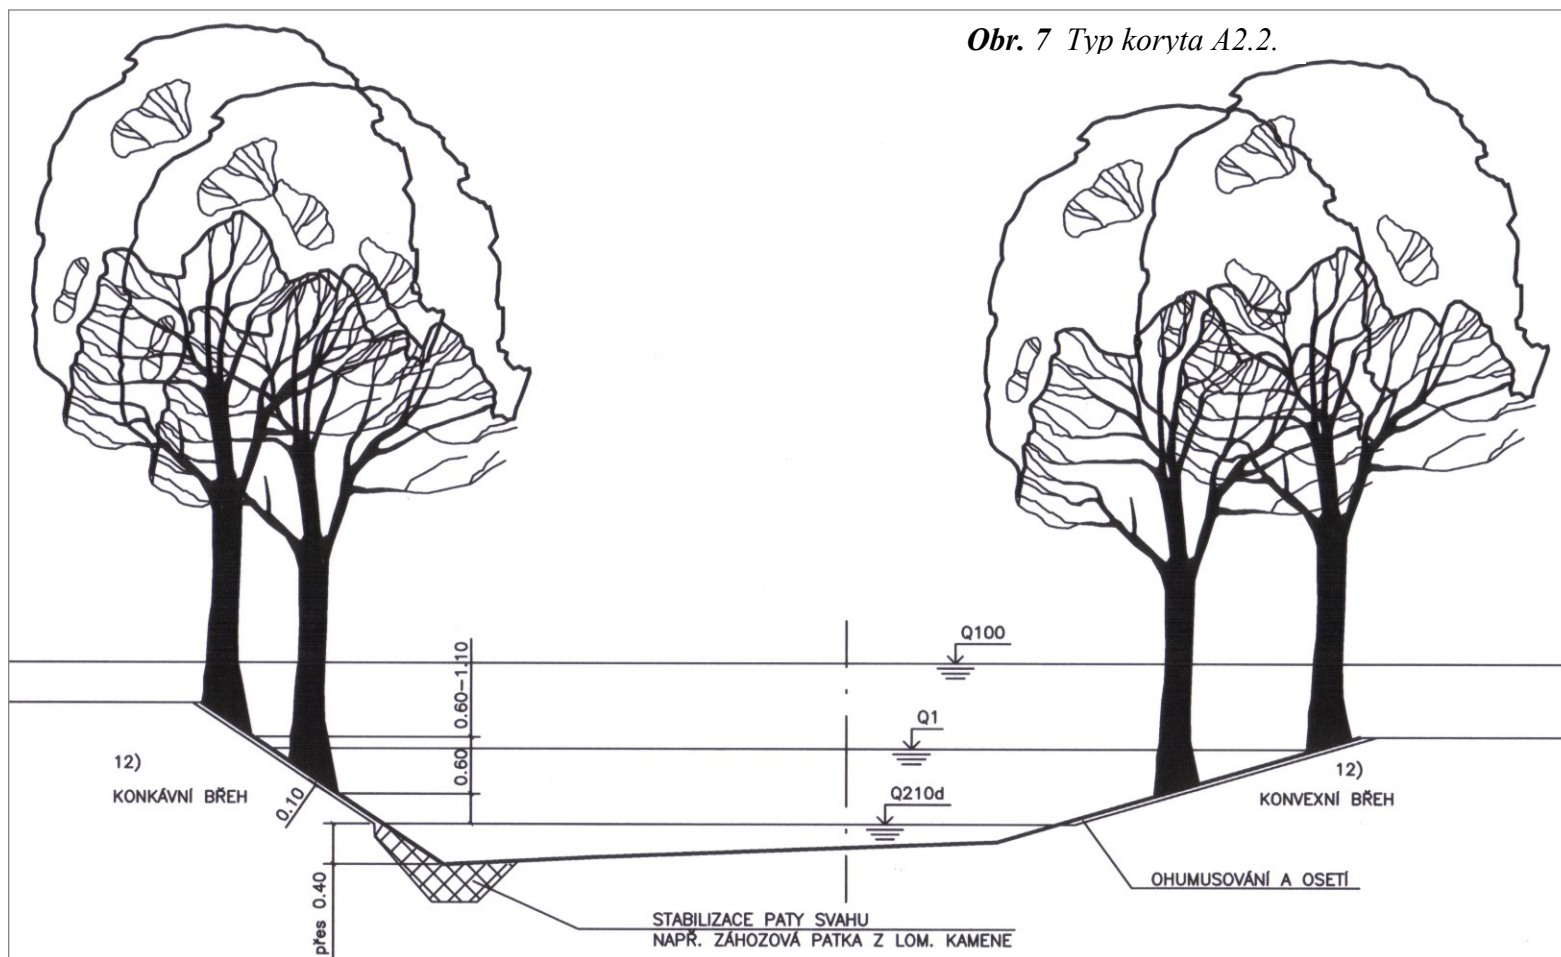 Obr. 7 Typ koryta A2.2.
Q100
0.60–1.10
Q1
0.60
12)
KONKÁVNÍ BŘEH
12)
KONVEXNÍ BŘEH
0.10
Q210d
přes 0.40
OHUMUSOVÁNÍ A OSETÍ
STABILIZACE PATY SVAHU
NAPŘ. ZÁHOZOVÁ PATKA Z LOM. KAMENE